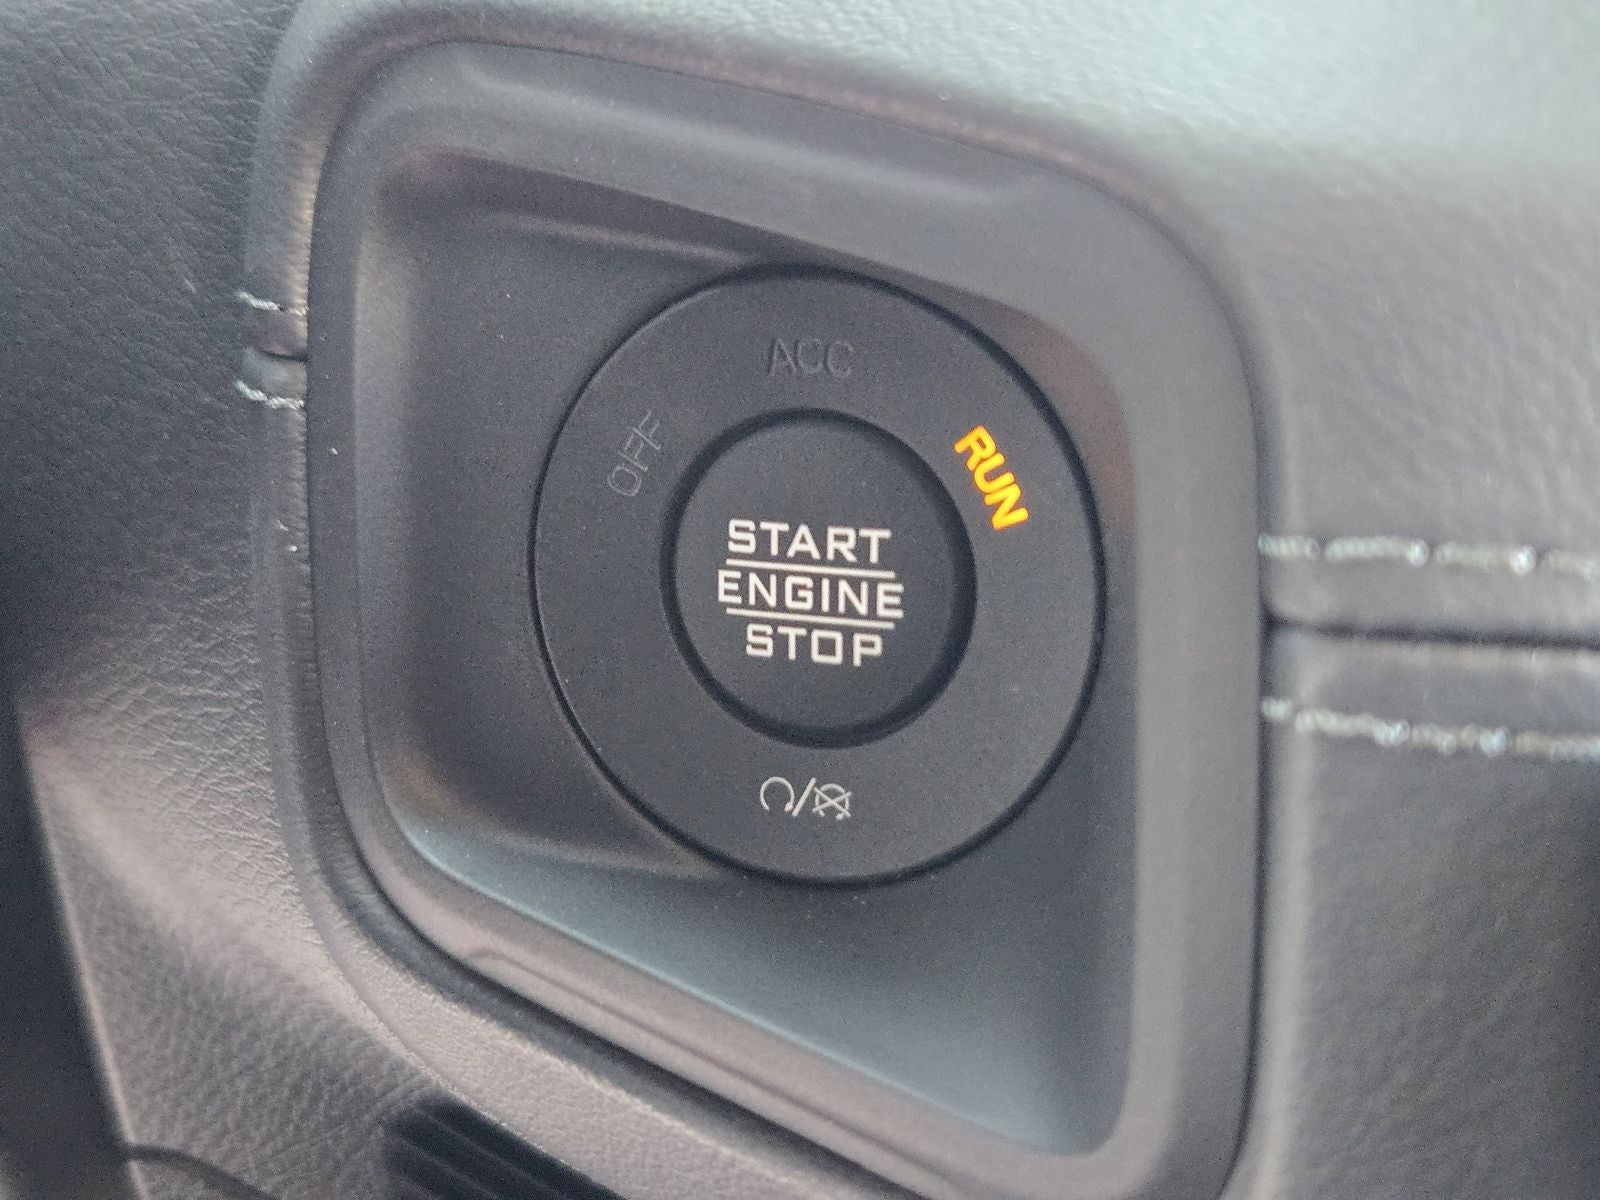 ACC
OFF
RUN
START
ENGINE
STOP